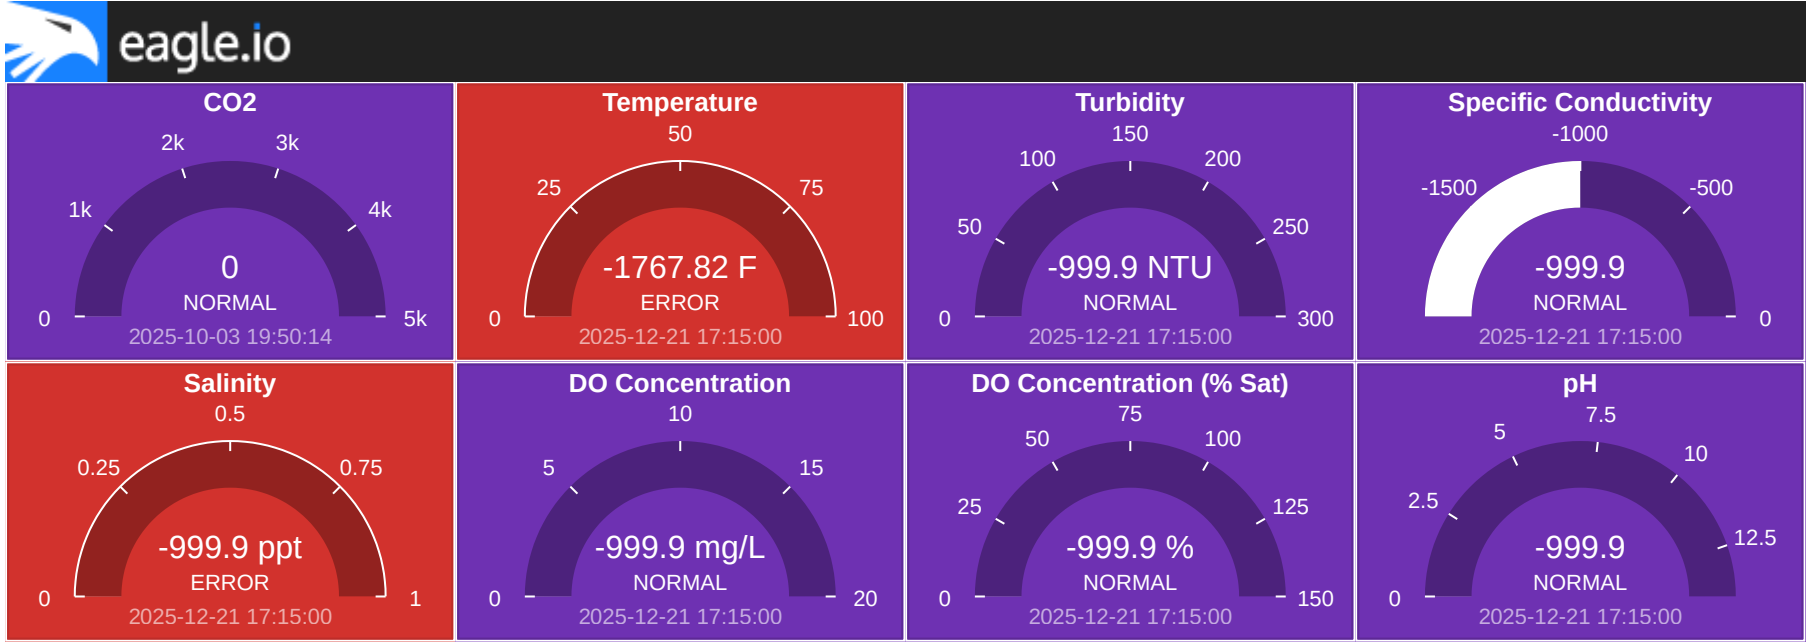 eagle.io
CO2
2k
3k
1k
4k
0
NORMAL
0
5k
2025-10-03 19:50:14
Temperature
50
25
75
-1767.82 F
ERROR
0
100
2025-12-21 17:15:00
Turbidity
150
100
200
50
250
-999.9 NTU
NORMAL
0
300
2025-12-21 17:15:00
Specific Conductivity
-1000
-1500
-500
-999.9
NORMAL
0
2025-12-21 17:15:00
Salinity
0.5
0.25
0.75
-999.9 ppt
ERROR
0
1
2025-12-21 17:15:00
DO Concentration
10
5
15
-999.9 mg/L
NORMAL
0
20
2025-12-21 17:15:00
DO Concentration (% Sat)
75
50
100
25
125
-999.9 %
NORMAL
0
150
2025-12-21 17:15:00
pH
7.5
5
10
2.5
12.5
-999.9
NORMAL
0
2025-12-21 17:15:00